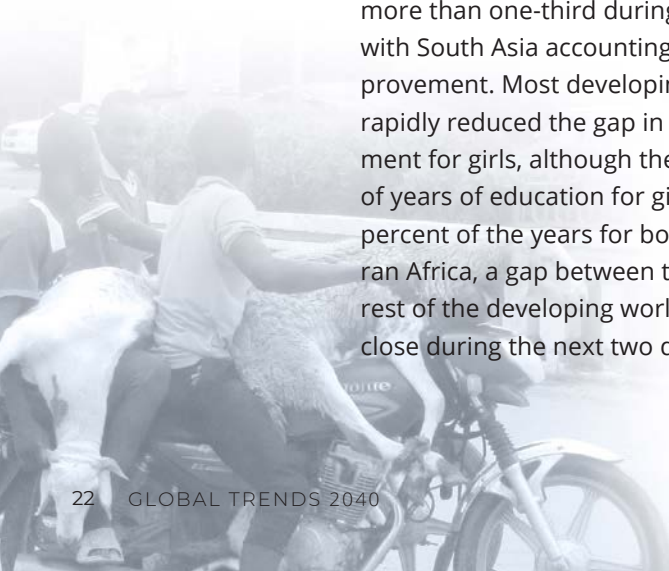 more than one-third during
with South Asia accounting
provement. Most developin
rapidly reduced the gap in
ment for girls, although the
of years of education for gi
percent of the years for bo
ran Africa, a gap between t
rest of the developing worl
close during the next two d
22 GLOBAL TRENDS 2040